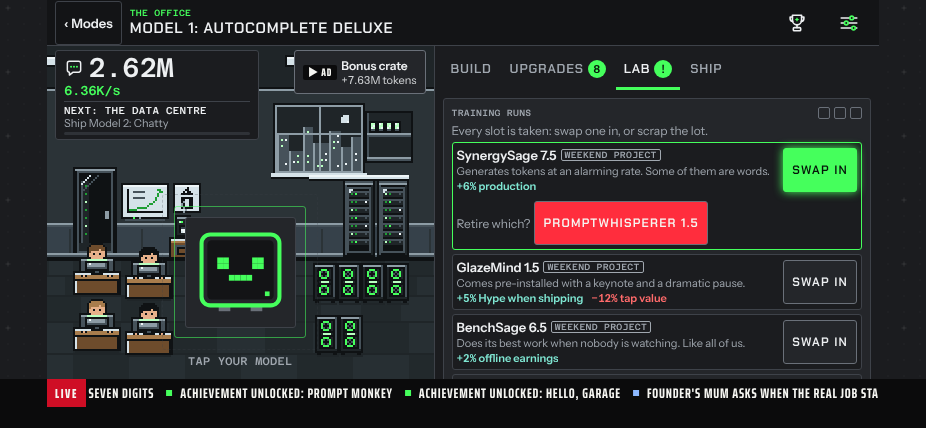 ‹ Modes
THE OFFICE
MODEL 1: AUTOCOMPLETE DELUXE
2.62M
6.36K/s
NEXT: THE DATA CENTRE
Ship Model 2: Chatty
AD
Bonus crate
+7.63M tokens
TAP YOUR MODEL
BUILD
UPGRADES 8
LAB !
SHIP
TRAINING RUNS
Every slot is taken: swap one in, or scrap the lot.
SynergySage 7.5 WEEKEND PROJECT
Generates tokens at an alarming rate. Some of them are words.
+6% production
SWAP IN
Retire which? PROMPTWHISPERER 1.5
GlazeMind 1.5 WEEKEND PROJECT
Comes pre-installed with a keynote and a dramatic pause.
+5% Hype when shipping −12% tap value
SWAP IN
BenchSage 6.5 WEEKEND PROJECT
Does its best work when nobody is watching. Like all of us.
+2% offline earnings
SWAP IN
LIVE SEVEN DIGITS ACHIEVEMENT UNLOCKED: PROMPT MONKEY ACHIEVEMENT UNLOCKED: HELLO, GARAGE FOUNDER'S MUM ASKS WHEN THE REAL JOB STA